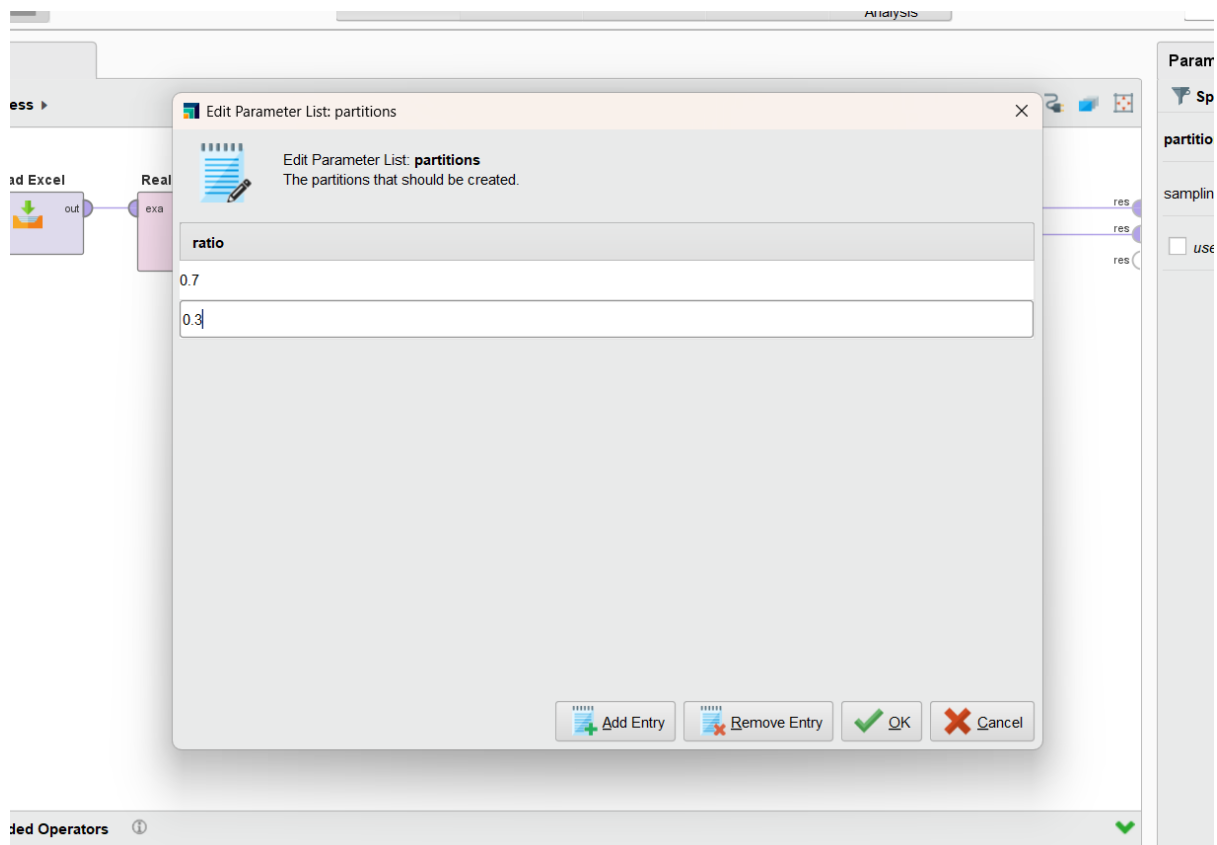 Analysis
Param
ess
Edit Parameter List: partitions
Sp
Edit Parameter List: partitions
The partitions that should be created.
partitio
ad Excel
Real
out
exa
res
samplin
ratio
res
use
res
0.7
0.3
Add Entry
Remove Entry
OK
Cancel
ded Operators